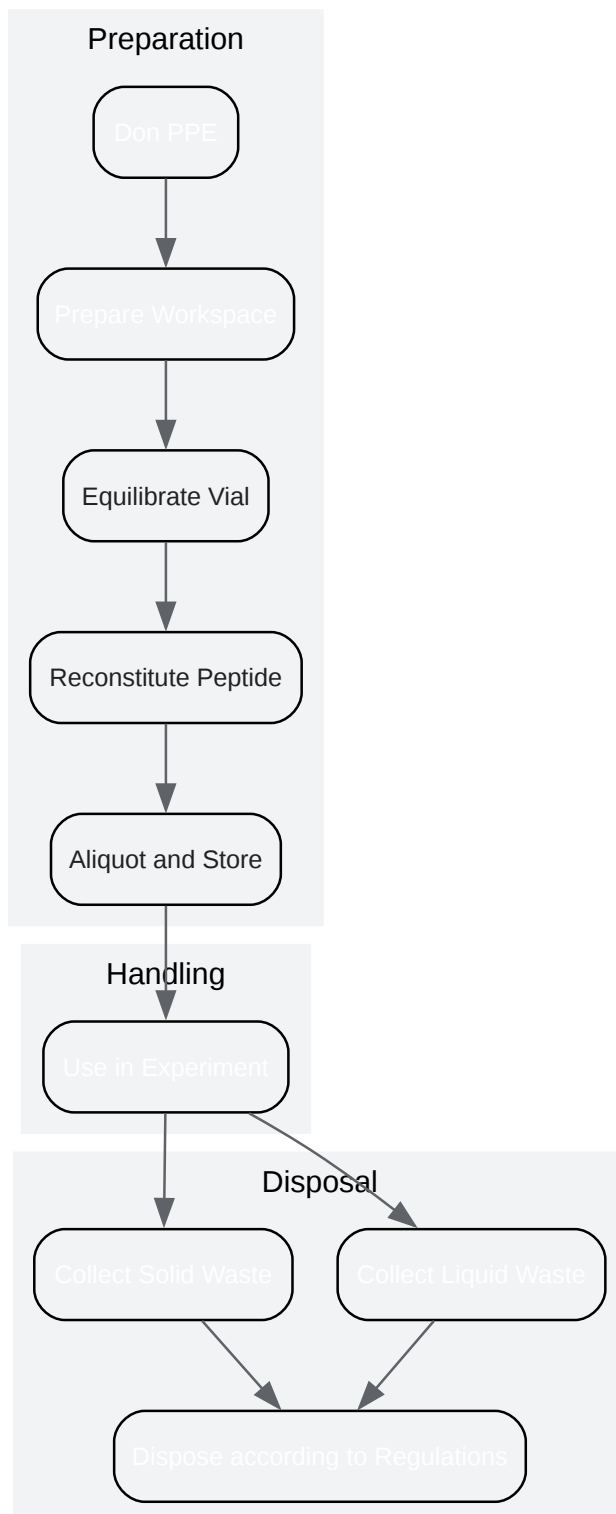 Preparation
Don PPE
Prepare Workspace
Equilibrate Vial
Reconstitute Peptide
Aliquot and Store
Handling
Use in Experiment
Disposal
Collect Solid Waste
Collect Liquid Waste
Dispose according to Regulations